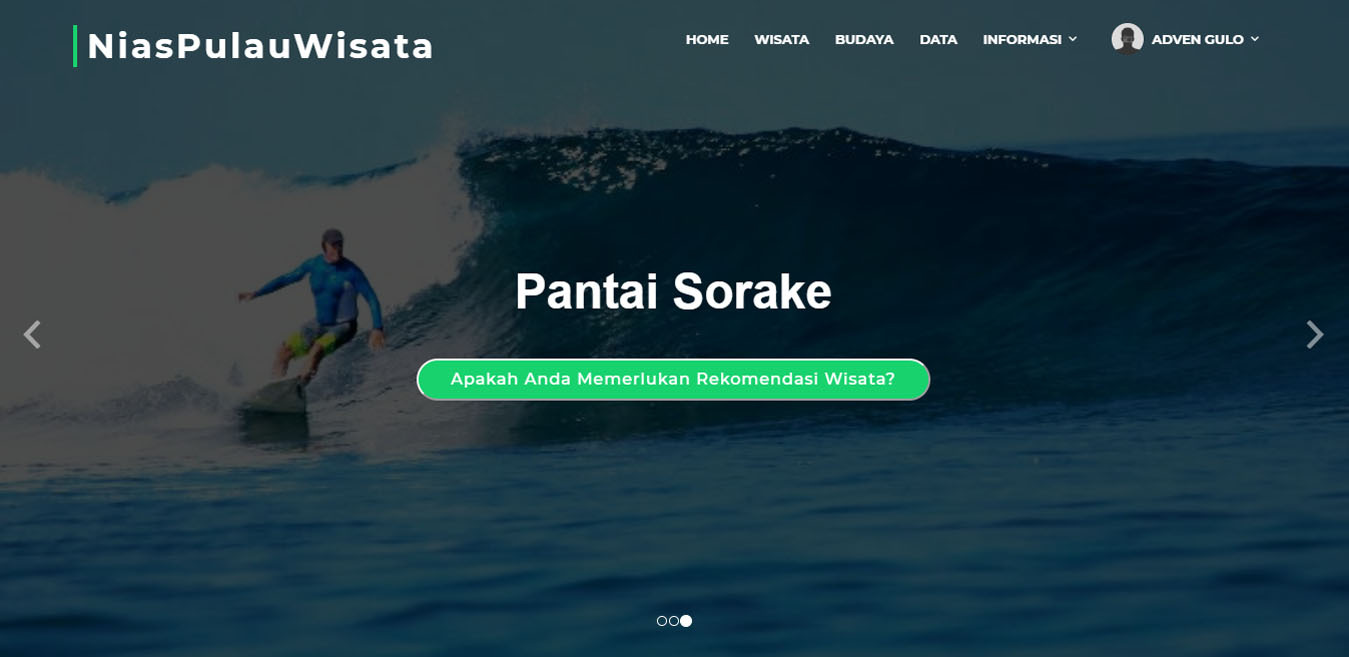 NiasPulauWisata
HOME WISATA BUDAYA DATA INFORMASI ADVEN GULO
Pantai Sorake
Apakah Anda Memerlukan Rekomendasi Wisata?